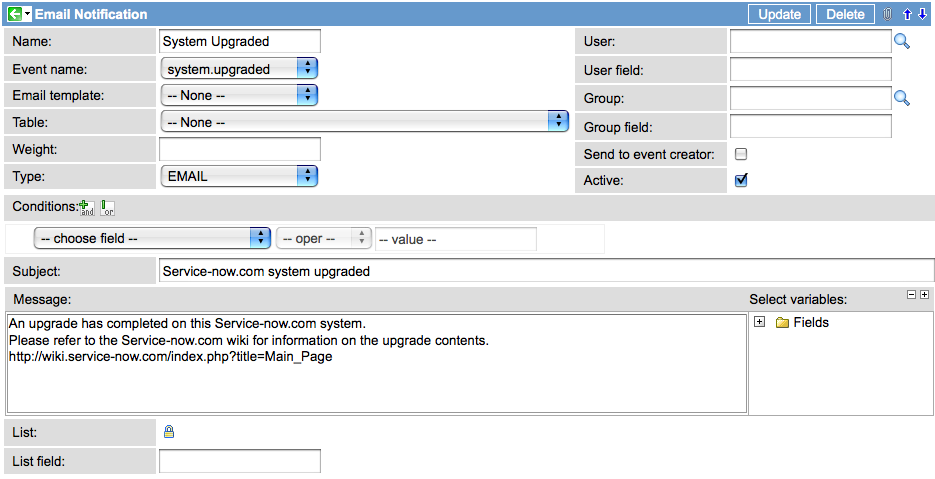 Email Notification Update Delete
Name: System Upgraded User:
Event name: system.upgraded User field:
Email template: -- None -- Group:
Table: -- None -- Group field:
Weight: Send to event creator:
Type: EMAIL Active:
Conditions: and or
-- choose field -- -- oper -- -- value --
Subject: Service-now.com system upgraded
Message: Select variables:
An upgrade has completed on this Service-now.com system. Fields
Please refer to the Service-now.com wiki for information on the upgrade contents.
http://wiki.service-now.com/index.php?title=Main_Page
List:
List field: